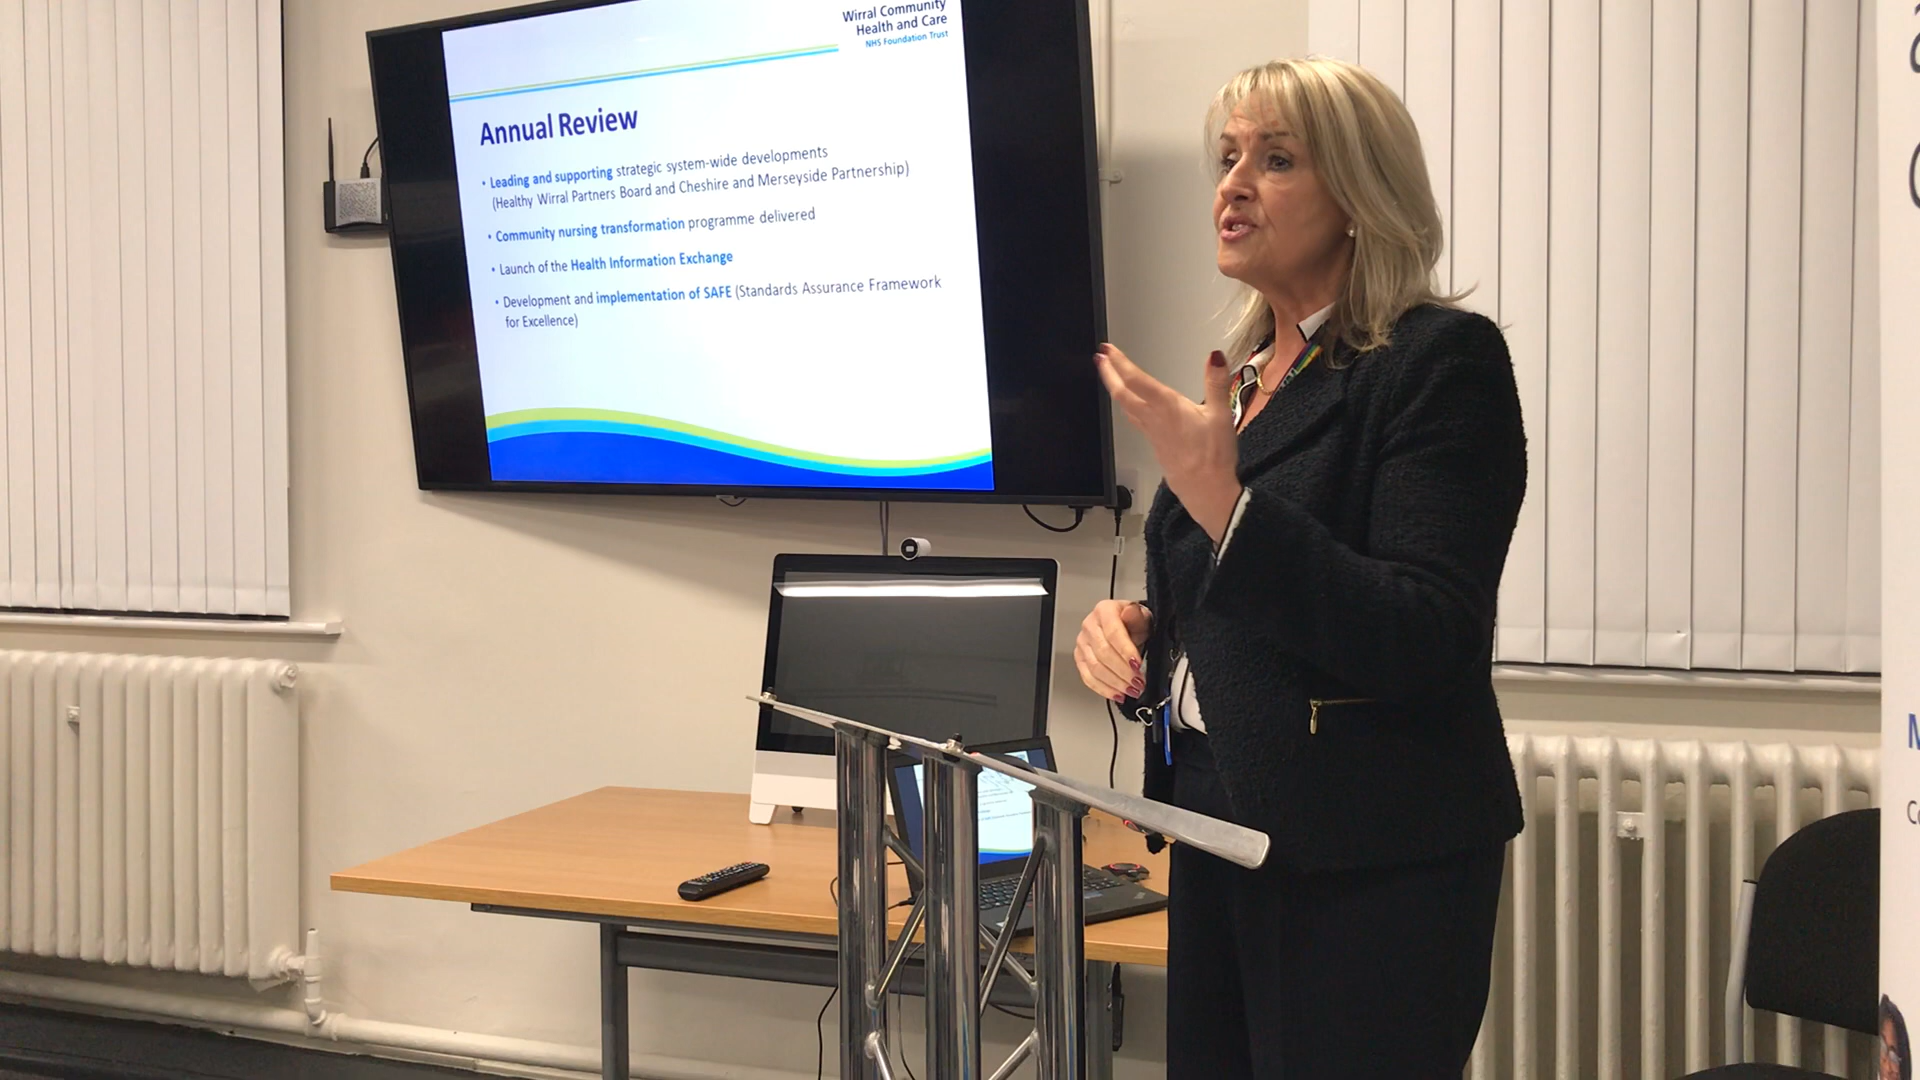 Wirral Community
Health and Care
NHS Foundation Trust
Annual Review
• Leading and supporting strategic system-wide developments
(Healthy Wirral Partners Board and Cheshire and Merseyside Partnership)
• Community nursing transformation programme delivered
• Launch of the Health Information Exchange
• Development and implementation of SAFE (Standards Assurance Framework
for Excellence)